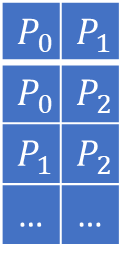 P₀ P₁
P₀ P₂
P₁ P₂
... ...